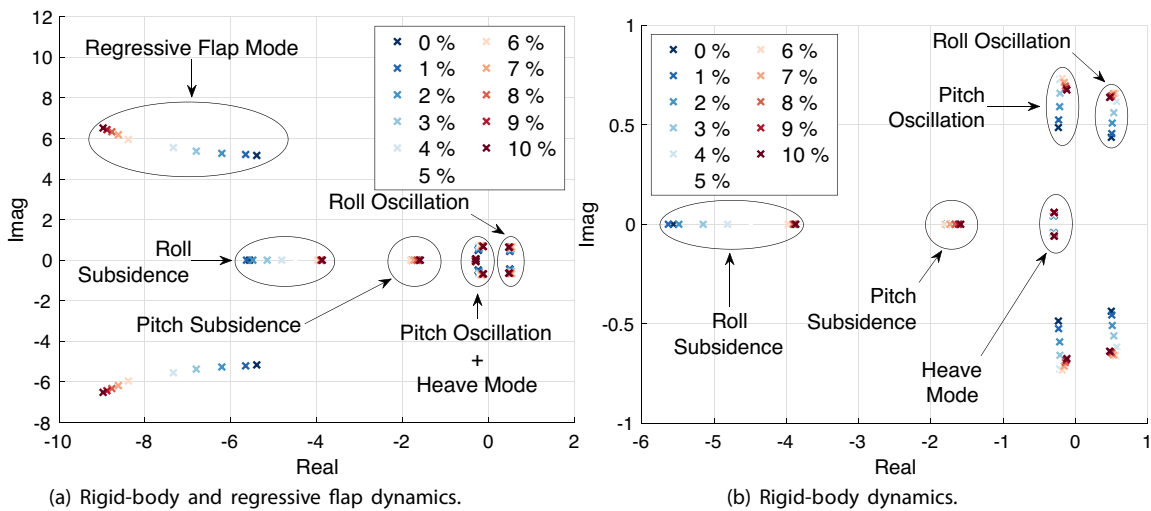 12
10
8
6
4
2
0
-2
-4
-6
-8
Imag
-10
-8
-6
-4
-2
0
2
Real
Regressive Flap Mode
0 %
1 %
2 %
3 %
4 %
5 %
6 %
7 %
8 %
9 %
10 %
Roll Oscillation
Roll
Subsidence
Pitch Subsidence
Pitch Oscillation
+
Heave Mode
(a) Rigid-body and regressive flap dynamics.
1
0.5
0
-0.5
-1
Imag
-6
-5
-4
-3
-2
-1
0
1
Real
0 %
1 %
2 %
3 %
4 %
5 %
6 %
7 %
8 %
9 %
10 %
Roll Oscillation
Pitch
Oscillation
Roll
Subsidence
Pitch
Subsidence
Heave
Mode
(b) Rigid-body dynamics.